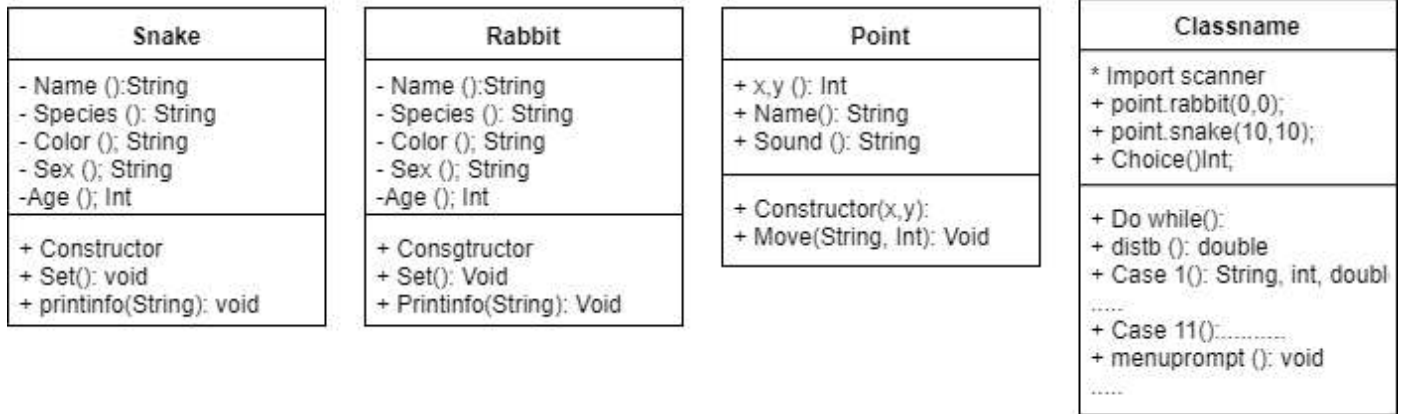 Snake
- Name ():String
- Species (): String
- Color (); String
- Sex (); String
-Age (); Int
+ Constructor
+ Set(): void
+ printinfo(String): void
Rabbit
- Name ():String
- Species (): String
- Color (); String
- Sex (); String
-Age (); Int
+ Consgtructor
+ Set(): Void
+ Printinfo(String): Void
Point
+ x,y (): Int
+ Name(): String
+ Sound (): String
+ Constructor(x,y):
+ Move(String, Int): Void
Classname
* Import scanner
+ point.rabbit(0,0);
+ point.snake(10,10);
+ Choice()Int;
+ Do while():
+ distb (): double
+ Case 1(): String, int, doubl
.....
+ Case 11():...........
+ menuprompt (): void
.....